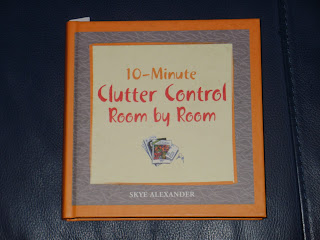 10-Minute
Clutter Control
Room by Room
SKYE ALEXANDER